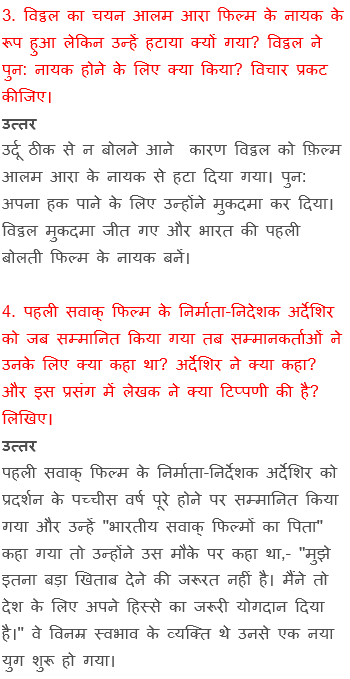 3. विट्ठल का चयन आलम आरा फिल्म के नायक के
रूप हुआ लेकिन उन्हें हटाया क्यों गया? विट्ठल ने
पुन: नायक होने के लिए क्या किया? विचार प्रकट
कीजिए।
उत्तर
उर्दू ठीक से न बोलने आने कारण विट्ठल को फ़िल्म
आलम आरा के नायक से हटा दिया गया। पुन:
अपना हक पाने के लिए उन्होंने मुकदमा कर दिया।
विट्ठल मुकदमा जीत गए और भारत की पहली
बोलती फिल्म के नायक बनें।
4. पहली सवाक् फिल्म के निर्माता-निदेशक अर्देशिर
को जब सम्मानित किया गया तब सम्मानकर्ताओं ने
उनके लिए क्या कहा था? अर्देशिर ने क्या कहा?
और इस प्रसंग में लेखक ने क्या टिप्पणी की है?
लिखिए।
उत्तर
पहली सवाक् फिल्म के निर्माता-निर्देशक अर्देशिर को
प्रदर्शन के पच्चीस वर्ष पूरे होने पर सम्मानित किया
गया और उन्हें "भारतीय सवाक् फिल्मों का पिता"
कहा गया तो उन्होंने उस मौके पर कहा था,- "मुझे
इतना बड़ा खिताब देने की जरूरत नहीं है। मैंने तो
देश के लिए अपने हिस्से का जरूरी योगदान दिया
है।" वे विनम्र स्वभाव के व्यक्ति थे उनसे एक नया
युग शुरू हो गया।